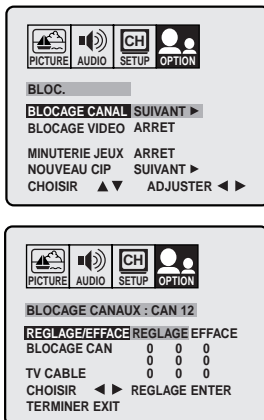 PICTURE AUDIO CH SETUP OPTION
BLOC.
BLOCAGE CANAL SUIVANT ►
BLOCAGE VIDEO ARRET
MINUTERIE JEUX ARRET
NOUVEAU CIP SUIVANT ►
CHOISIR ▲▼ ADJUSTER ◄ ►
PICTURE AUDIO CH SETUP OPTION
BLOCAGE CANAUX : CAN 12
REGLAGE/EFFACE REGLAGE EFFACE
BLOCAGE CAN 0 0 0
0 0 0
TV CABLE 0 0 0
CHOISIR ◄ ► REGLAGE ENTER
TERMINER EXIT